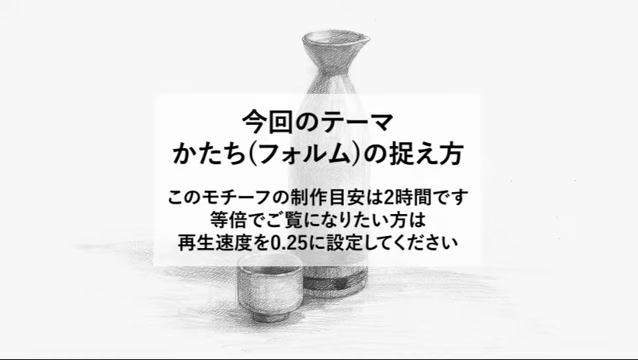 今回のテーマ
かたち(フォルム)の捉え方
このモチーフの制作目安は2時間です
等倍でご覧になりたい方は
再生速度を0.25に設定してください